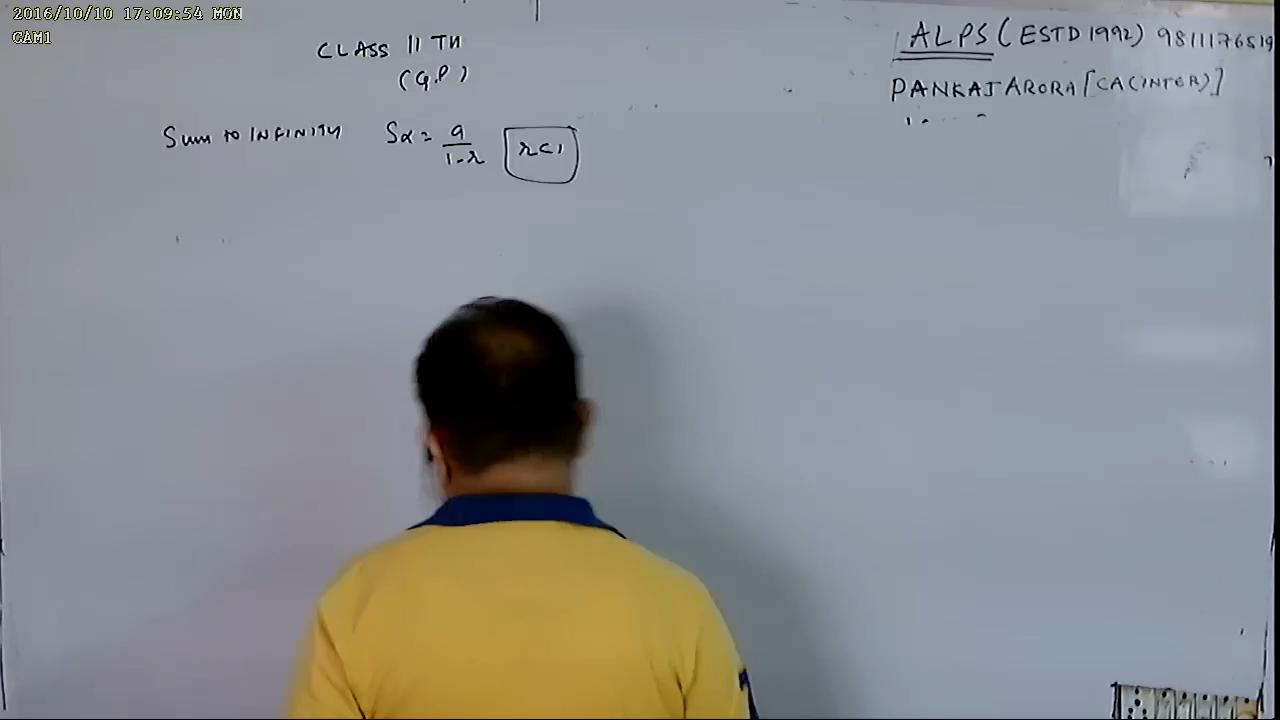 2016/10/10 17:09:54 MON
CAM1
CLASS 11 TH
(G.P)
ALPS (ESTD 1992) 9811176519
PANKAJ ARORA [CA(INTER)]
Sum to INFINITY Sα = a/1-r r<1